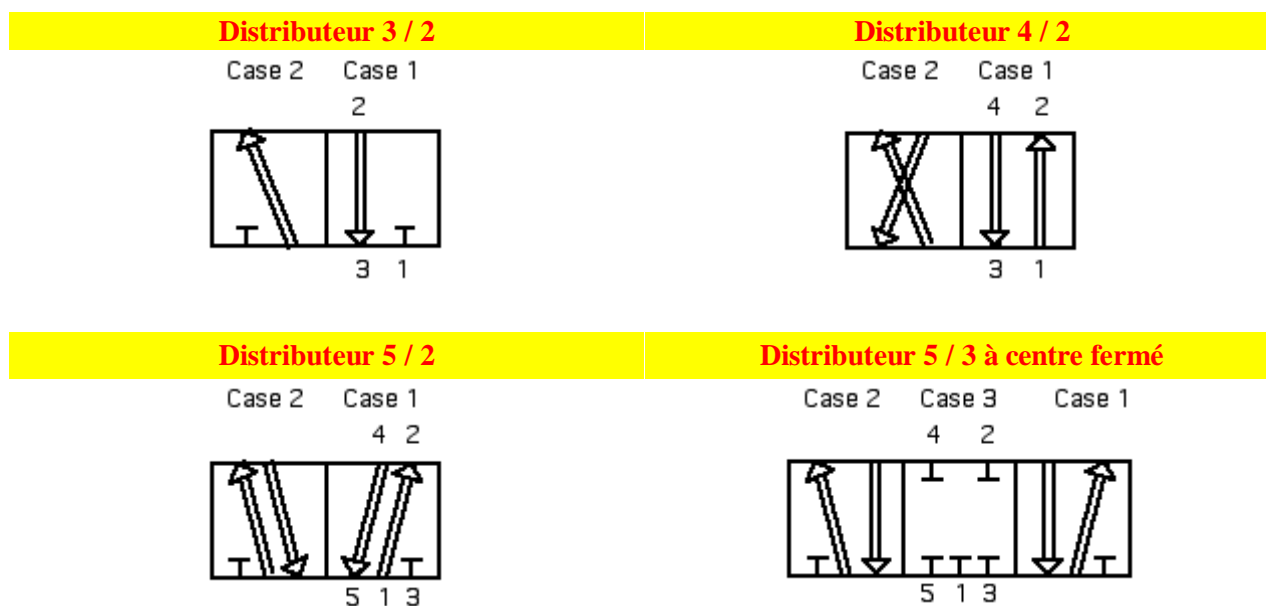 Distributeur 3 / 2
Case 2 Case 1
2
3 1
Distributeur 4 / 2
Case 2 Case 1
4 2
3 1
Distributeur 5 / 2
Case 2 Case 1
4 2
5 1 3
Distributeur 5 / 3 à centre fermé
Case 2 Case 3 Case 1
4 2
5 1 3